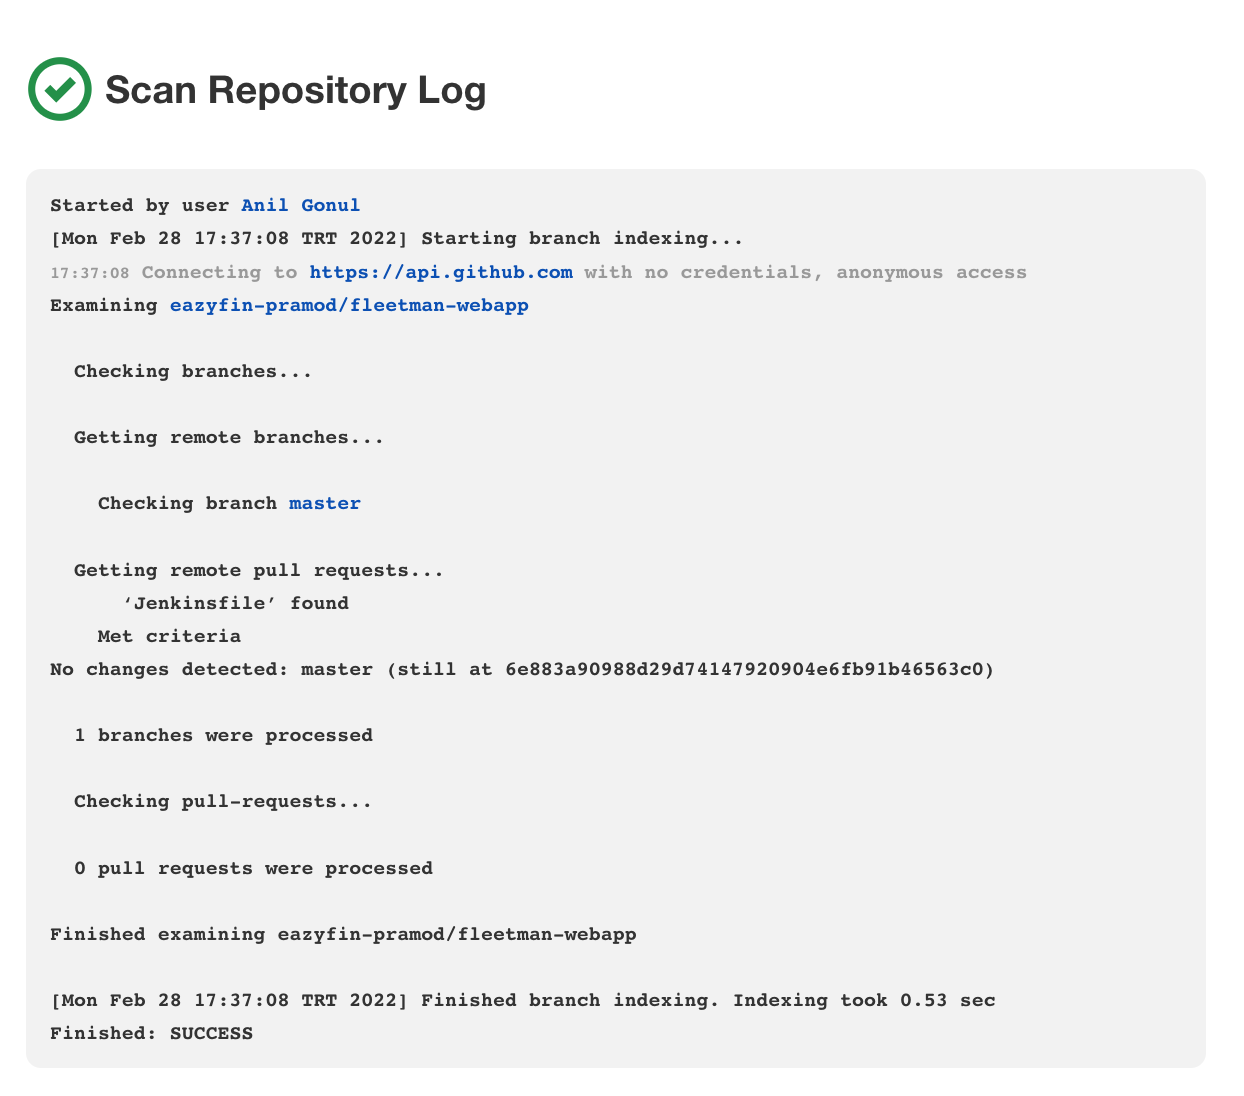 Scan Repository Log
Started by user Anil Gonul
[Mon Feb 28 17:37:08 TRT 2022] Starting branch indexing...
17:37:08 Connecting to https://api.github.com with no credentials, anonymous access
Examining eazyfin-pramod/fleetman-webapp
Checking branches...
Getting remote branches...
Checking branch master
Getting remote pull requests...
‘Jenkinsfile’ found
Met criteria
No changes detected: master (still at 6e883a90988d29d74147920904e6fb91b46563c0)
1 branches were processed
Checking pull-requests...
0 pull requests were processed
Finished examining eazyfin-pramod/fleetman-webapp
[Mon Feb 28 17:37:08 TRT 2022] Finished branch indexing. Indexing took 0.53 sec
Finished: SUCCESS